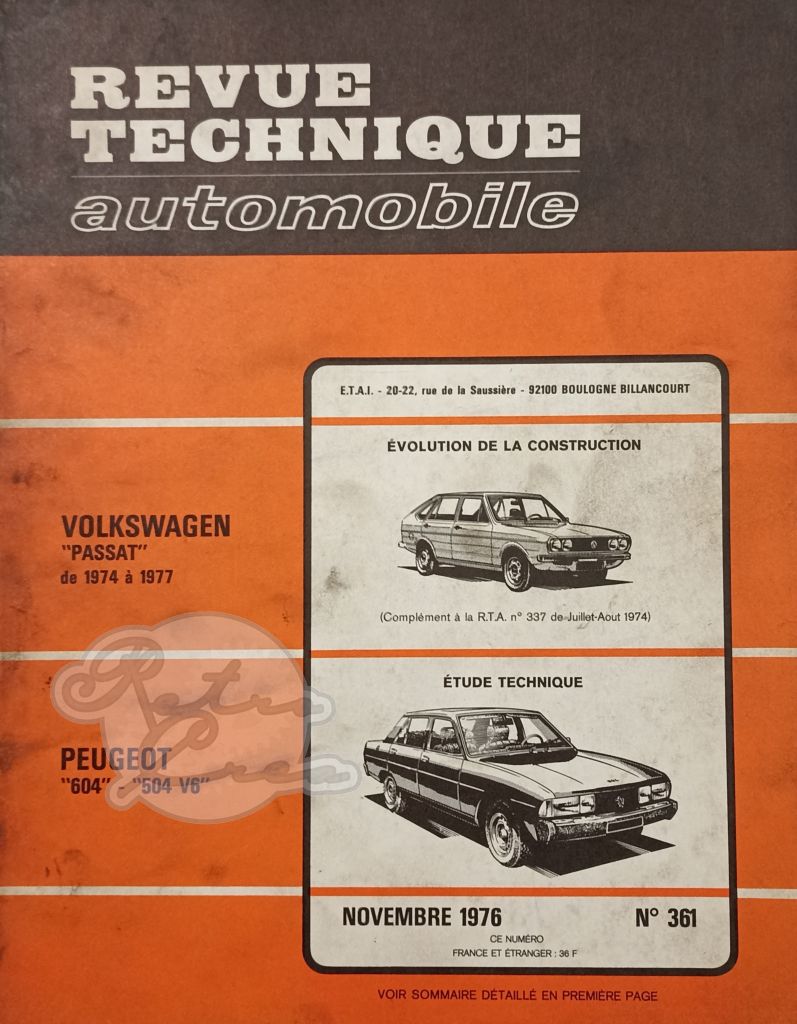 REVUE
TECHNIQUE
automobile
E.T.A.I. - 20-22, rue de la Saussière - 92100 BOULOGNE BILLANCOURT
ÉVOLUTION DE LA CONSTRUCTION
VOLKSWAGEN
"PASSAT"
de 1974 à 1977
(Complément à la R.T.A. n° 337 de Juillet-Aout 1974)
ÉTUDE TECHNIQUE
Retro
PEUGEOT
"604" - "504 V6"
NOVEMBRE 1976 N° 361
CE NUMÉRO
FRANCE ET ÉTRANGER : 36 F
VOIR SOMMAIRE DÉTAILLÉ EN PREMIÈRE PAGE